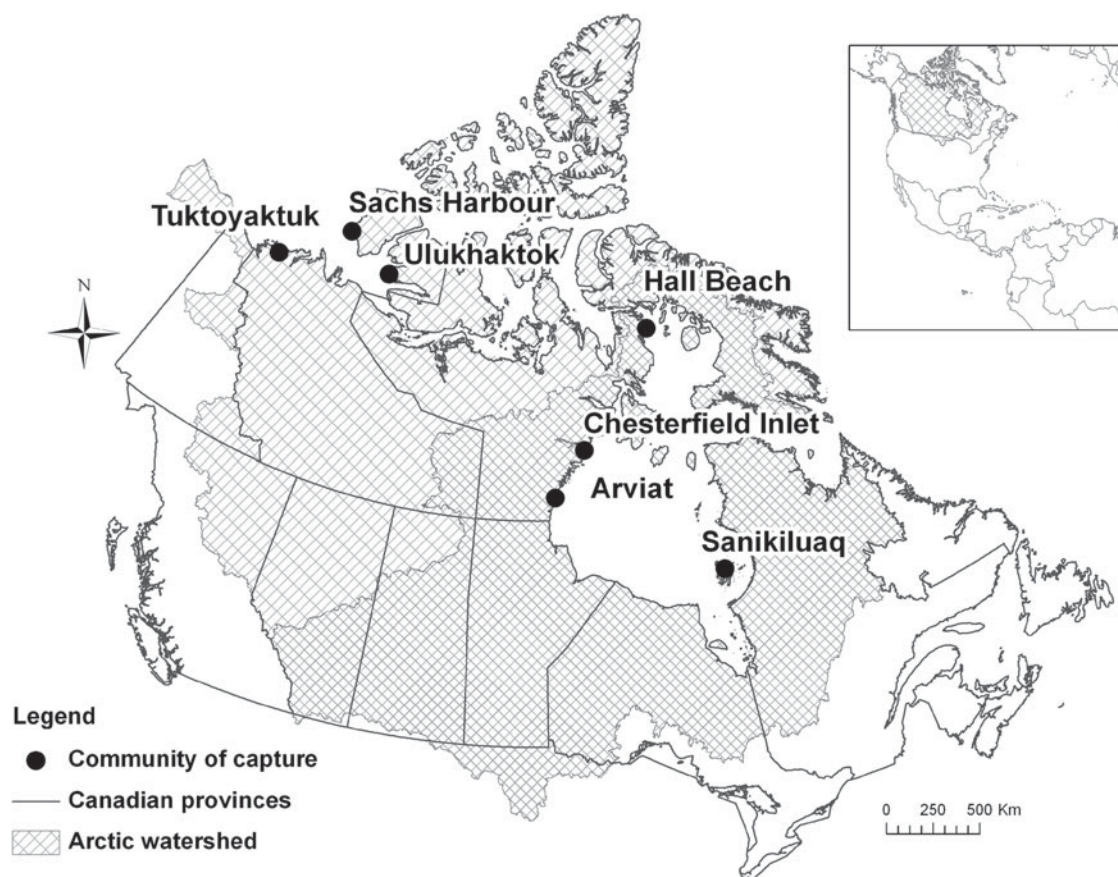 Sachs Harbour
Tuktoyaktuk
Ulukhaktok
Hall Beach
N
Chesterfield Inlet
Arviat
Sanikiluaq
Legend
Community of capture
Canadian provinces
Arctic watershed
0 250 500 Km